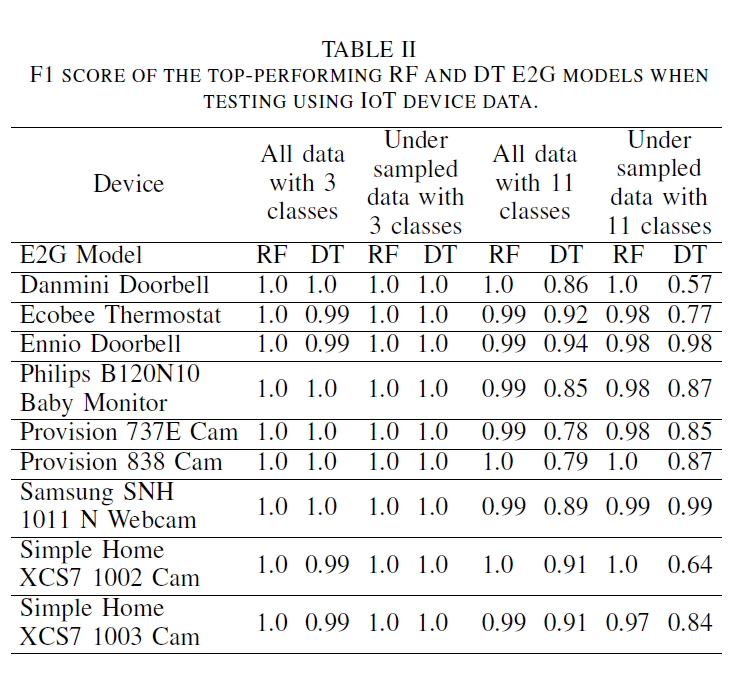 TABLE II
F1 SCORE OF THE TOP-PERFORMING RF AND DT E2G MODELS WHEN
TESTING USING IOT DEVICE DATA.
Device All data with 3 classes Under sampled data with 3 classes All data with 11 classes Under sampled data with 11 classes
E2G Model RF DT RF DT RF DT RF DT
Danmini Doorbell 1.0 1.0 1.0 1.0 1.0 0.86 1.0 0.57
Ecobee Thermostat 1.0 0.99 1.0 1.0 0.99 0.92 0.98 0.77
Ennio Doorbell 1.0 0.99 1.0 1.0 0.99 0.94 0.98 0.98
Philips B120N10
Baby Monitor 1.0 1.0 1.0 1.0 0.99 0.85 0.98 0.87
Provision 737E Cam 1.0 1.0 1.0 1.0 0.99 0.78 0.98 0.85
Provision 838 Cam 1.0 1.0 1.0 1.0 1.0 0.79 1.0 0.87
Samsung SNH
1011 N Webcam 1.0 1.0 1.0 1.0 0.99 0.89 0.99 0.99
Simple Home
XCS7 1002 Cam 1.0 0.99 1.0 1.0 1.0 0.91 1.0 0.64
Simple Home
XCS7 1003 Cam 1.0 0.99 1.0 1.0 0.99 0.91 0.97 0.84